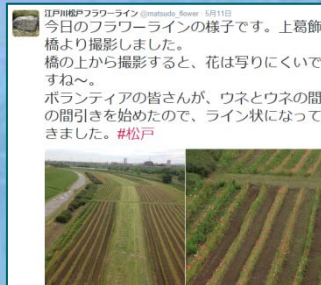 江戸川松戸フラワーライン @matsudo_flower · 5月11日
今日のフラワーラインの様子です。上葛飾
橋より撮影しました。
橋の上から撮影すると、花は写りにくいで
すね〜。
ボランティアの皆さんが、ウネとウネの間
の間引きを始めたので、ライン状になって
きました。#松戸